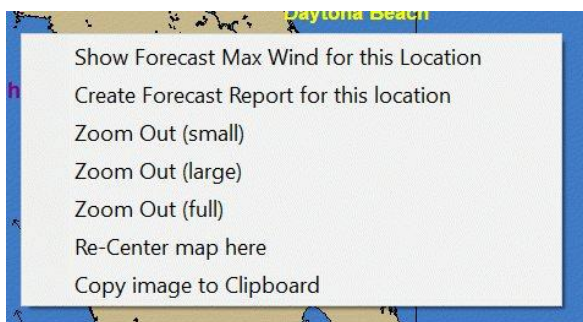 Daytona Beach
Show Forecast Max Wind for this Location
h
Create Forecast Report for this location
Zoom Out (small)
Zoom Out (large)
Zoom Out (full)
Re-Center map here
Copy image to Clipboard